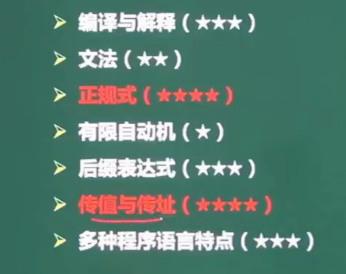 编译与解释（★★★）
文法（★★）
正规式（★★★★）
有限自动机（★）
后缀表达式（★★★）
传值与传址（★★★★）
多种程序语言特点（★★★）